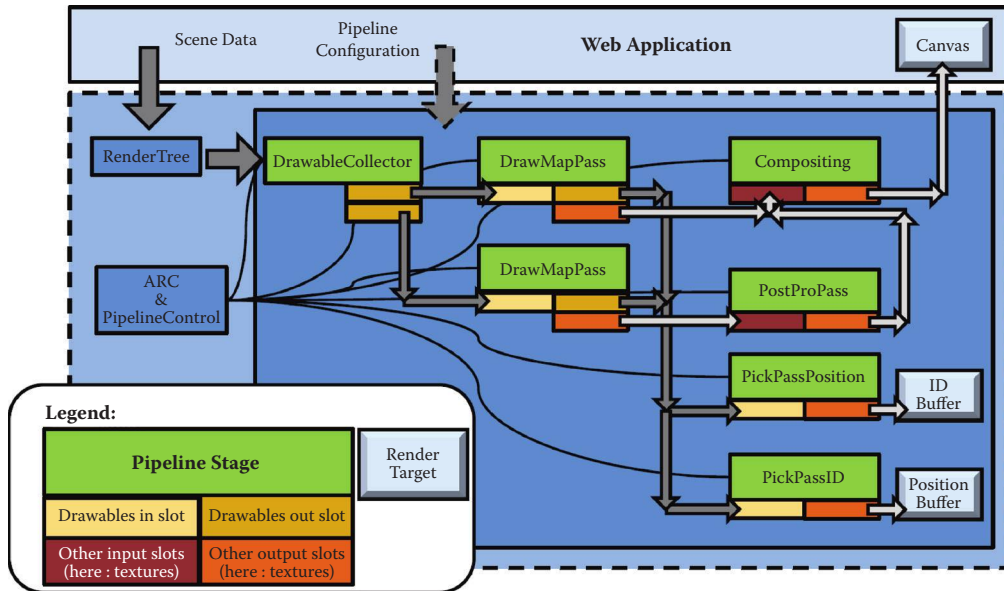 Scene Data
Pipeline
Configuration
Web Application
Canvas
RenderTree
DrawableCollector
DrawMapPass
Compositing
ARC
&
PipelineControl
DrawMapPass
PostProPass
PickPassPosition
ID
Buffer
PickPassID
Position
Buffer
Legend:
Pipeline Stage
Render
Target
Drawables in slot
Drawables out slot
Other input slots
(here : textures)
Other output slots
(here : textures)